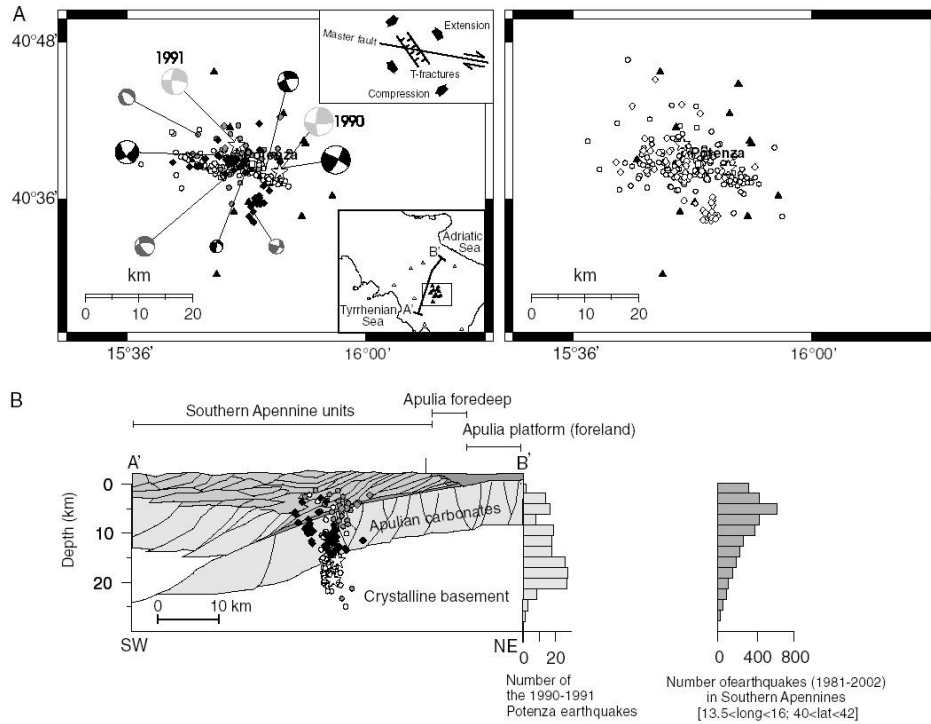 A
40°48'
1991
Extension
Master fault
T-fractures
Compression
1990
Potenza
40°36'
enza
km
0 10 20
Adriatic
Sea
B'
Tyrrhenian A'
Sea
km
0 10 20
15°36' 16°00' 15°36' 16°00'
B
Southern Apennine units
Apulia foredeep
Apulia platform (foreland)
A' B'
0
10
20
Depth (km)
Apulian carbonates
Crystalline basement
0 10 km
SW NE
0 20
Number of
the 1990-1991
Potenza earthquakes
0 400 800
Number ofearthquakes (1981-2002)
in Southern Apennines
[13.5<long<16; 40<lat<42]